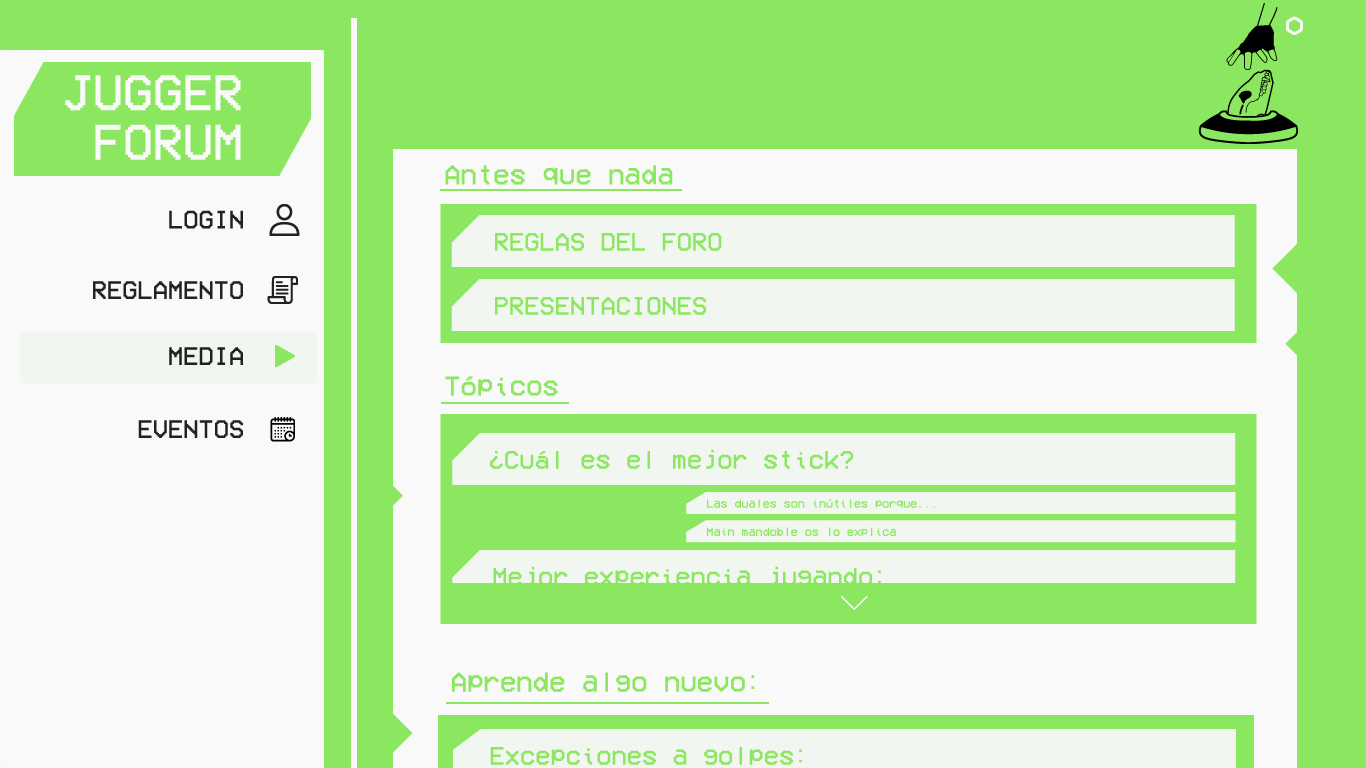 JUGGER
FORUM
LOGIN
REGLAMENTO
MEDIA
EVENTOS
Antes que nada
REGLAS DEL FORO
PRESENTACIONES
Tópicos
¿Cuál es el mejor stick?
Las duales son inútiles porque...
Main mandoble os lo explica
Mejor experiencia jugando:
Aprende algo nuevo:
Excepciones a golpes: